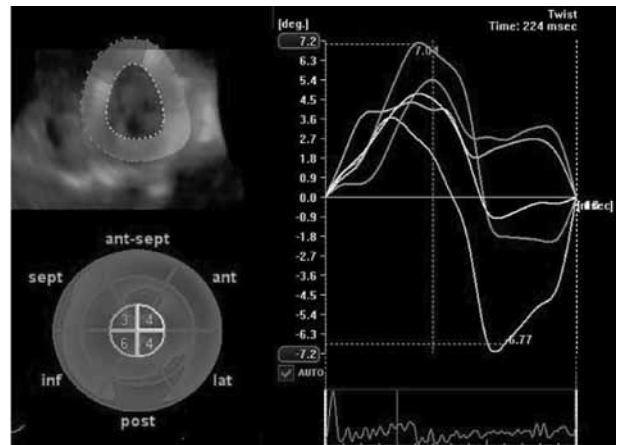 Twist
[deg.]
Time: 224 msec
7.2
7.04
6.3
5.4
4.5
3.6
2.7
1.8
0.9
0.0
-0.9
-1.8
-2.7
-3.6
-4.5
-5.4
-6.3
-6.77
-7.2
AUTO
ant-sept
sept
ant
3 4
6 4
inf
lat
post